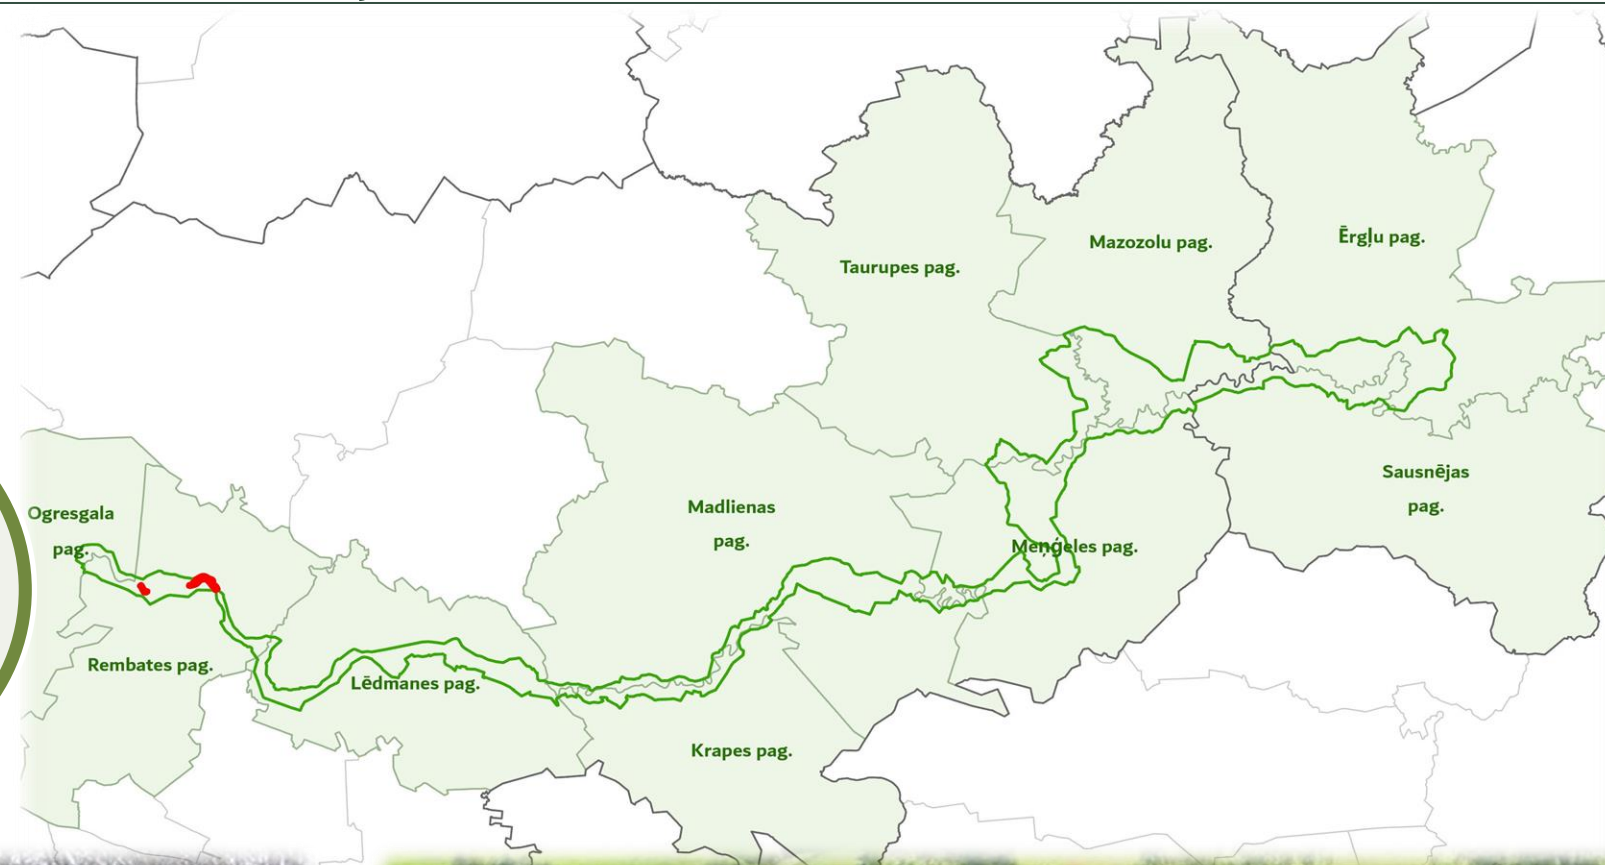 Ērgļu pag.
Mazozolu pag.
Taurupes pag.
Sausnējas
pag.
Madlienas
pag.
Ogresgala
pag.
Meņģeles pag.
Rembates pag.
Lēdmanes pag.
Krapes pag.